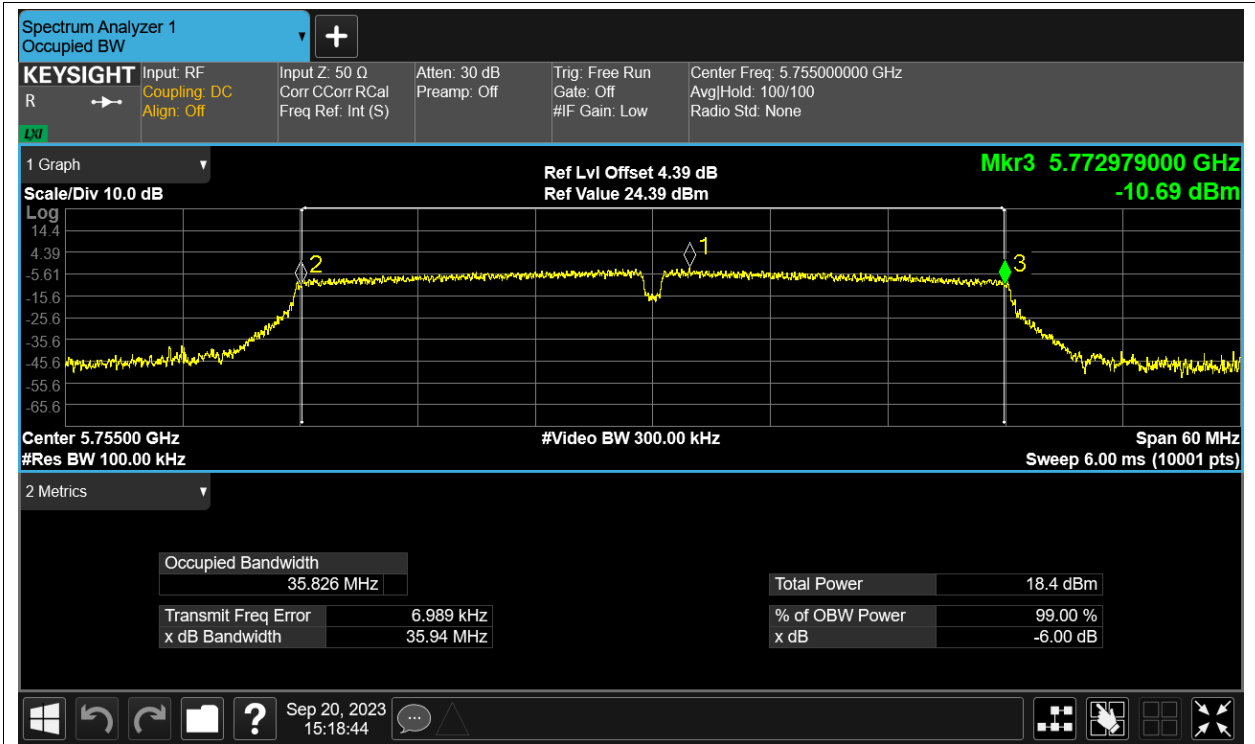 Spectrum Analyzer 1
Occupied BW
KEYSIGHT
R
LXI
Input: RF
Coupling: DC
Align: Off
Input Z: 50 Ω
Corr CCorr RCal
Freq Ref: Int (S)
Atten: 30 dB
Preamp: Off
Trig: Free Run
Gate: Off
#IF Gain: Low
Center Freq: 5.755000000 GHz
Avg|Hold: 100/100
Radio Std: None
1 Graph
Scale/Div 10.0 dB
Ref Lvl Offset 4.39 dB
Ref Value 24.39 dBm
Mkr3 5.772979000 GHz
-10.69 dBm
Log
14.4
4.39
-5.61
-15.6
-25.6
-35.6
-45.6
-55.6
-65.6
2
1
3
Center 5.75500 GHz
#Res BW 100.00 kHz
#Video BW 300.00 kHz
Span 60 MHz
Sweep 6.00 ms (10001 pts)
2 Metrics
Occupied Bandwidth
35.826 MHz
Transmit Freq Error 6.989 kHz
x dB Bandwidth 35.94 MHz
Total Power 18.4 dBm
% of OBW Power 99.00 %
x dB -6.00 dB
?
Sep 20, 2023
15:18:44